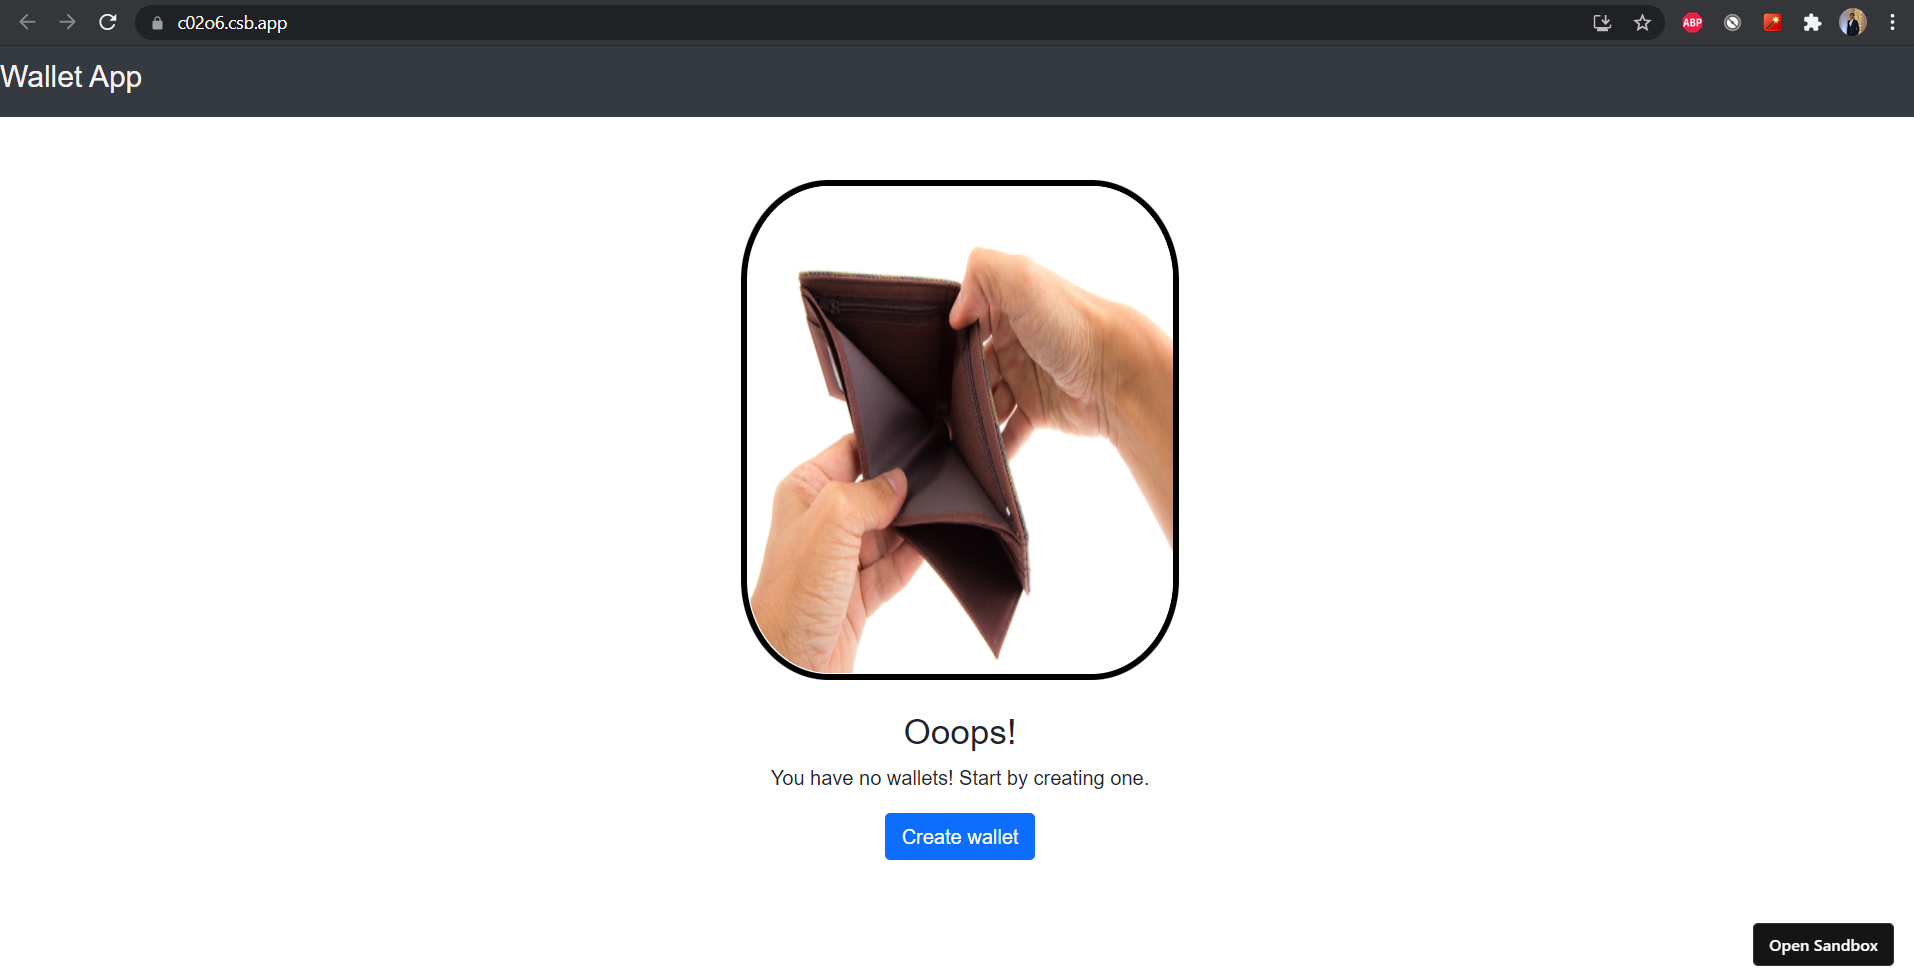 c02o6.csb.app
ABP
Wallet App
Ooops!
You have no wallets! Start by creating one.
Create wallet
Open Sandbox